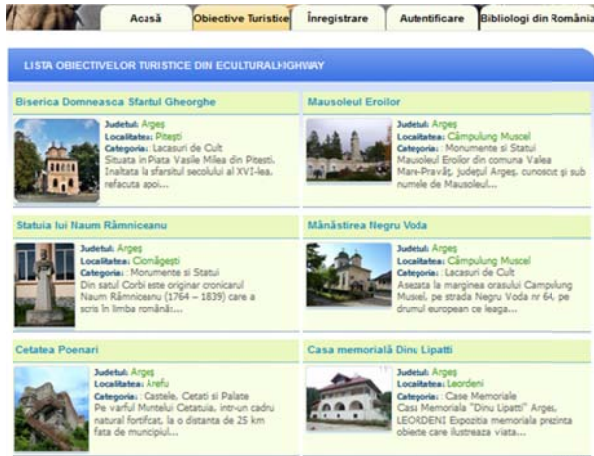 Acasă
Obiective Turistice
Înregistrare
Autentificare
Bibliologi din România
LISTA OBIECTIVELOR TURISTICE DIN ECULTURALHIGHWAY
Biserica Domneasca Sfantul Gheorghe
Judetul: Argeș
Localitatea: Pitești
Categoria: : Lacasuri de Cult
Situata in Piata Vasile Milea din Pitesti.
Inaltata la sfarsitul secolului al XVI-lea,
refacuta apoi...
Mausoleul Eroilor
Judetul: Argeș
Localitatea: Câmpulung Muscel
Categoria: : Monumente si Statui
Mausoleul Eroilor din comuna Valea
Mare-Pravăț, județul Argeș, cunoscut și sub
numele de Mausoleul...
Statuia lui Naum Râmniceanu
Judetul: Argeș
Localitatea: Ciomăgești
Categoria: : Monumente si Statui
Din satul Corbi este originar cronicarul
Naum Râmniceanu (1764 – 1839) care a
scris în limba română:...
Mânăstirea Negru Voda
Judetul: Argeș
Localitatea: Câmpulung Muscel
Categoria: : Lacasuri de Cult
Asezata la marginea orasului Campulung
Muscel, pe strada Negru Voda nr 64, pe
drumul european ce leaga...
Cetatea Poenari
Judetul: Argeș
Localitatea: Arefu
Categoria: : Castele, Cetati si Palate
Pe varful Muntelui Cetatuia, intr-un cadru
natural fortificat, la o distanta de 25 km
fata de municipiul...
Casa memorială Dinu Lipatti
Judetul: Argeș
Localitatea: Leordeni
Categoria: : Case Memoriale
Casa Memoriala "Dinu Lipatti" Arges,
LEORDENI Expozitia memoriala prezinta
obiecte care ilustreaza viata...